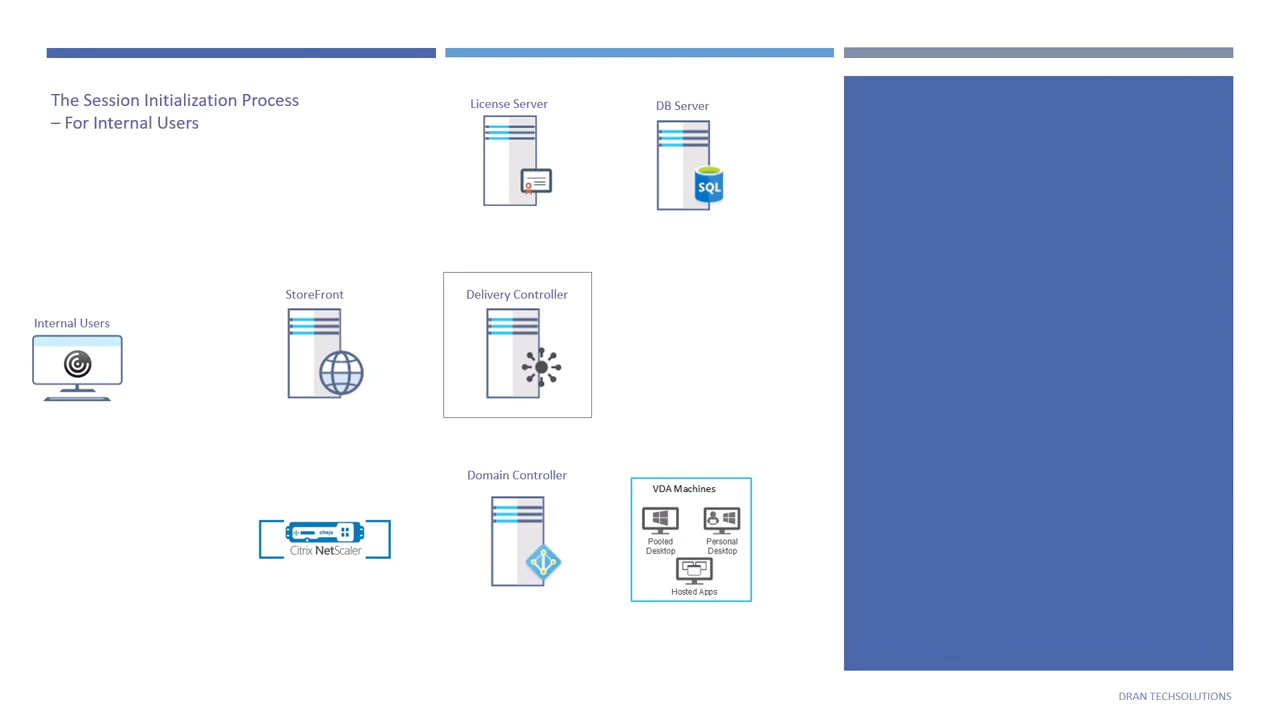 The Session Initialization Process
– For Internal Users
License Server
DB Server
SQL
StoreFront
Delivery Controller
Internal Users
Domain Controller
VDA Machines
Pooled
Desktop
Personal
Desktop
Hosted Apps
citrix
Citrix NetScaler
DRAN TECHSOLUTIONS